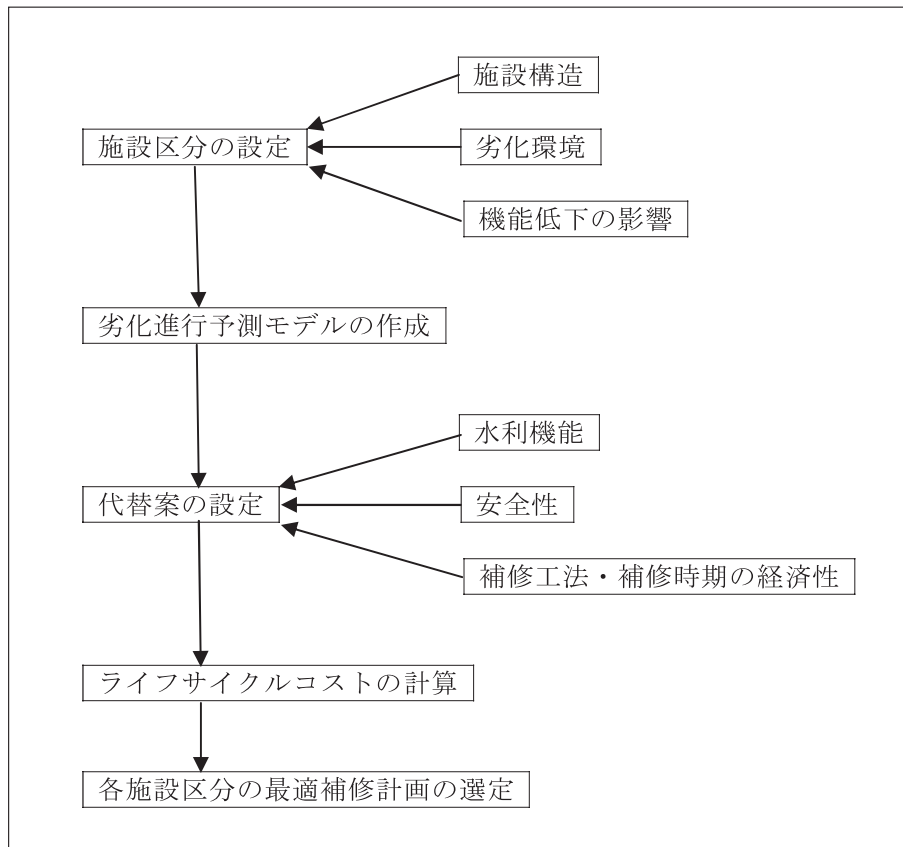 施設構造
施設区分の設定
劣化環境
機能低下の影響
劣化進行予測モデルの作成
水利機能
代替案の設定
安全性
補修工法・補修時期の経済性
ライフサイクルコストの計算
各施設区分の最適補修計画の選定